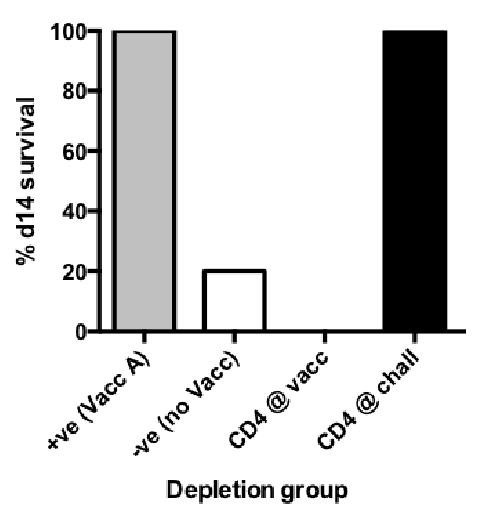 % d14 survival
100
80
60
40
20
0
+ve (Vacc A)
-ve (no Vacc)
CD4 @ vacc
CD4 @ chall
Depletion group